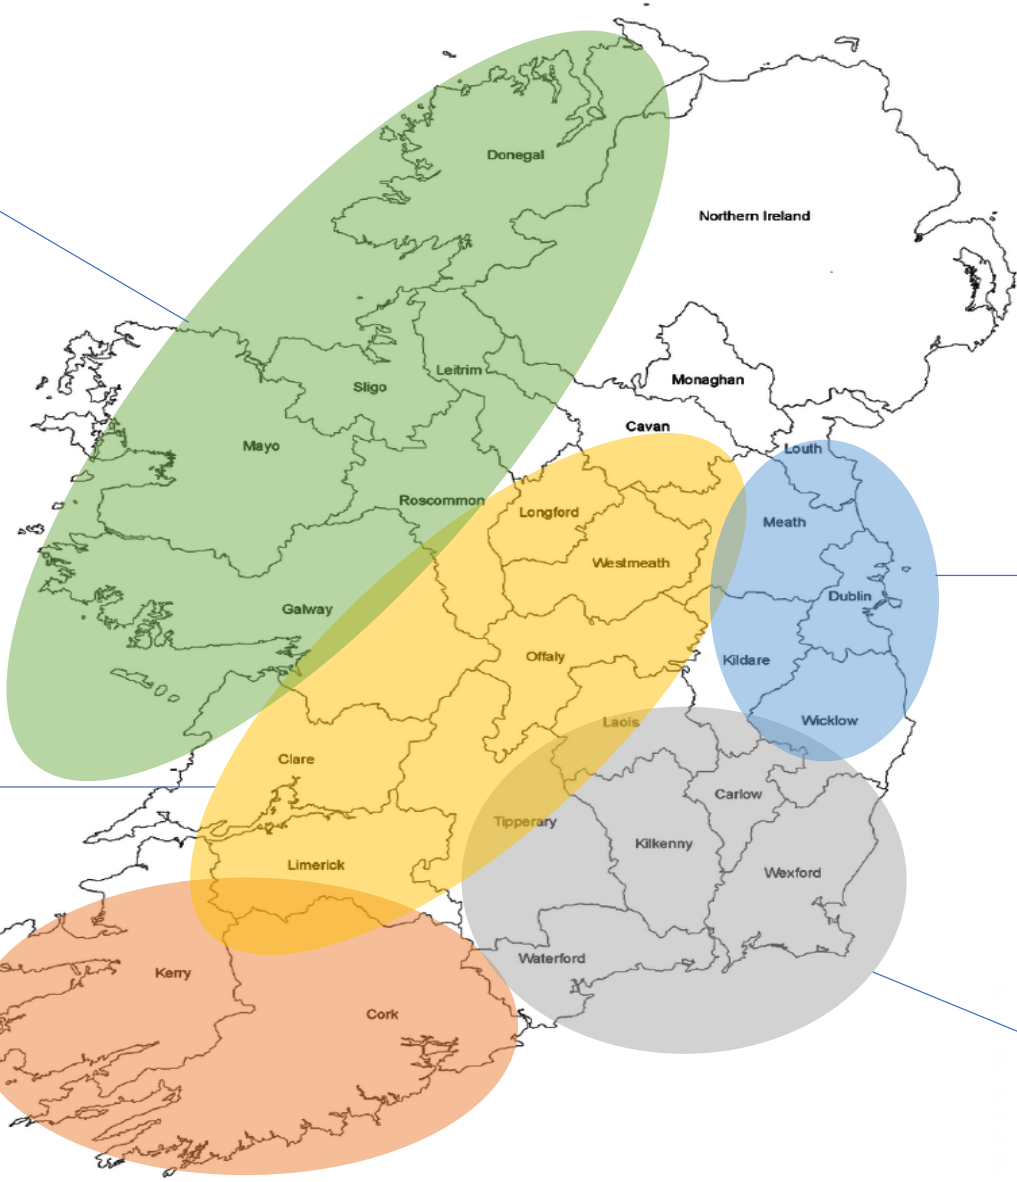 Donegal
Northern Ireland
Leitrim
Monaghan
Sligo
Cavan
Mayo
Louth
Roscommon
Longford
Meath
Westmeath
Dublin
Galway
Offaly
Kildare
Laois
Wicklow
Clare
Carlow
Tipperary
Kilkenny
Limerick
Wexford
Waterford
Kerry
Cork